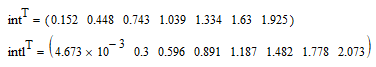 int^T = (0.152 0.448 0.743 1.039 1.334 1.63 1.925)
intl^T = (4.673 × 10^-3 0.3 0.596 0.891 1.187 1.482 1.778 2.073)